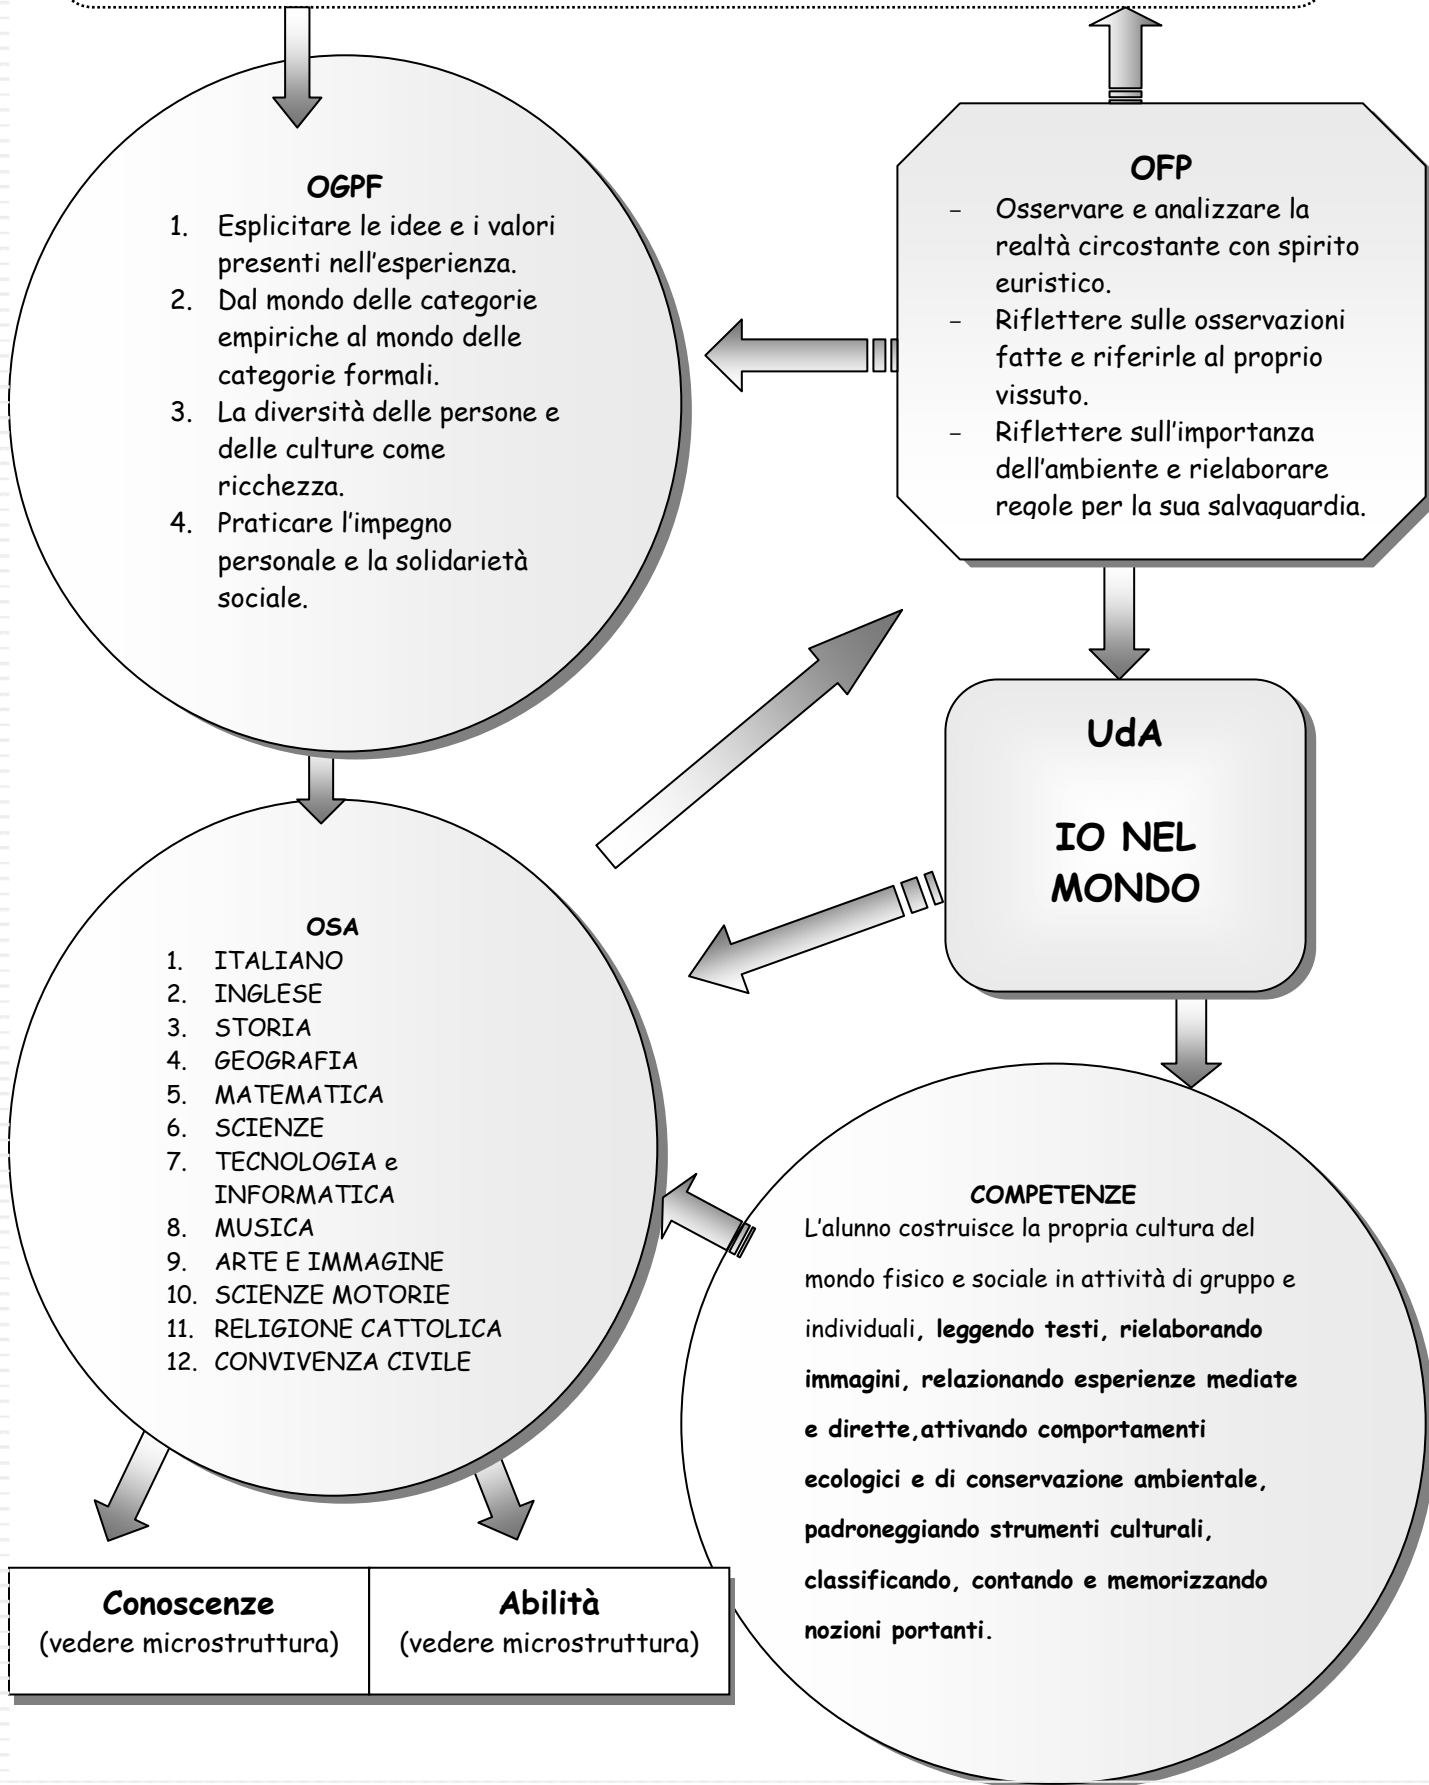 OGPF
1. Esplicitare le idee e i valori
presenti nell'esperienza.
2. Dal mondo delle categorie
empiriche al mondo delle
categorie formali.
3. La diversità delle persone e
delle culture come
ricchezza.
4. Praticare l'impegno
personale e la solidarietà
sociale.
OFP
- Osservare e analizzare la
realtà circostante con spirito
euristico.
- Riflettere sulle osservazioni
fatte e riferirle al proprio
vissuto.
- Riflettere sull'importanza
dell'ambiente e rielaborare
regole per la sua salvaguardia.
UdA
IO NEL
MONDO
OSA
1. ITALIANO
2. INGLESE
3. STORIA
4. GEOGRAFIA
5. MATEMATICA
6. SCIENZE
7. TECNOLOGIA e
INFORMATICA
8. MUSICA
9. ARTE E IMMAGINE
10. SCIENZE MOTORIE
11. RELIGIONE CATTOLICA
12. CONVIVENZA CIVILE
COMPETENZE
L'alunno costruisce la propria cultura del
mondo fisico e sociale in attività di gruppo e
individuali, leggendo testi, rielaborando
immagini, relazionando esperienze mediate
e dirette,attivando comportamenti
ecologici e di conservazione ambientale,
padroneggiando strumenti culturali,
classificando, contando e memorizzando
nozioni portanti.
Conoscenze
(vedere microstruttura)
Abilità
(vedere microstruttura)